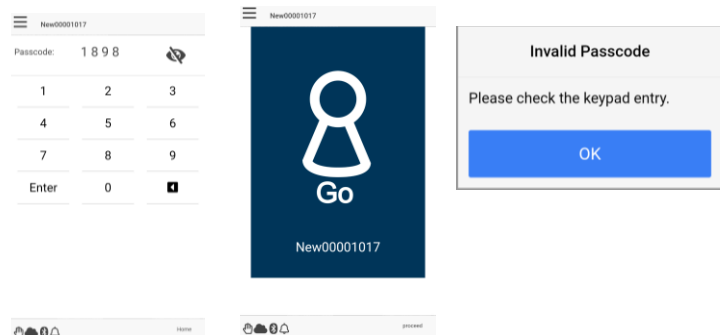 New00001017
Passcode: 1898
1 2 3
4 5 6
7 8 9
Enter 0
Home
New00001017
Go
New00001017
proceed
Invalid Passcode
Please check the keypad entry.
OK